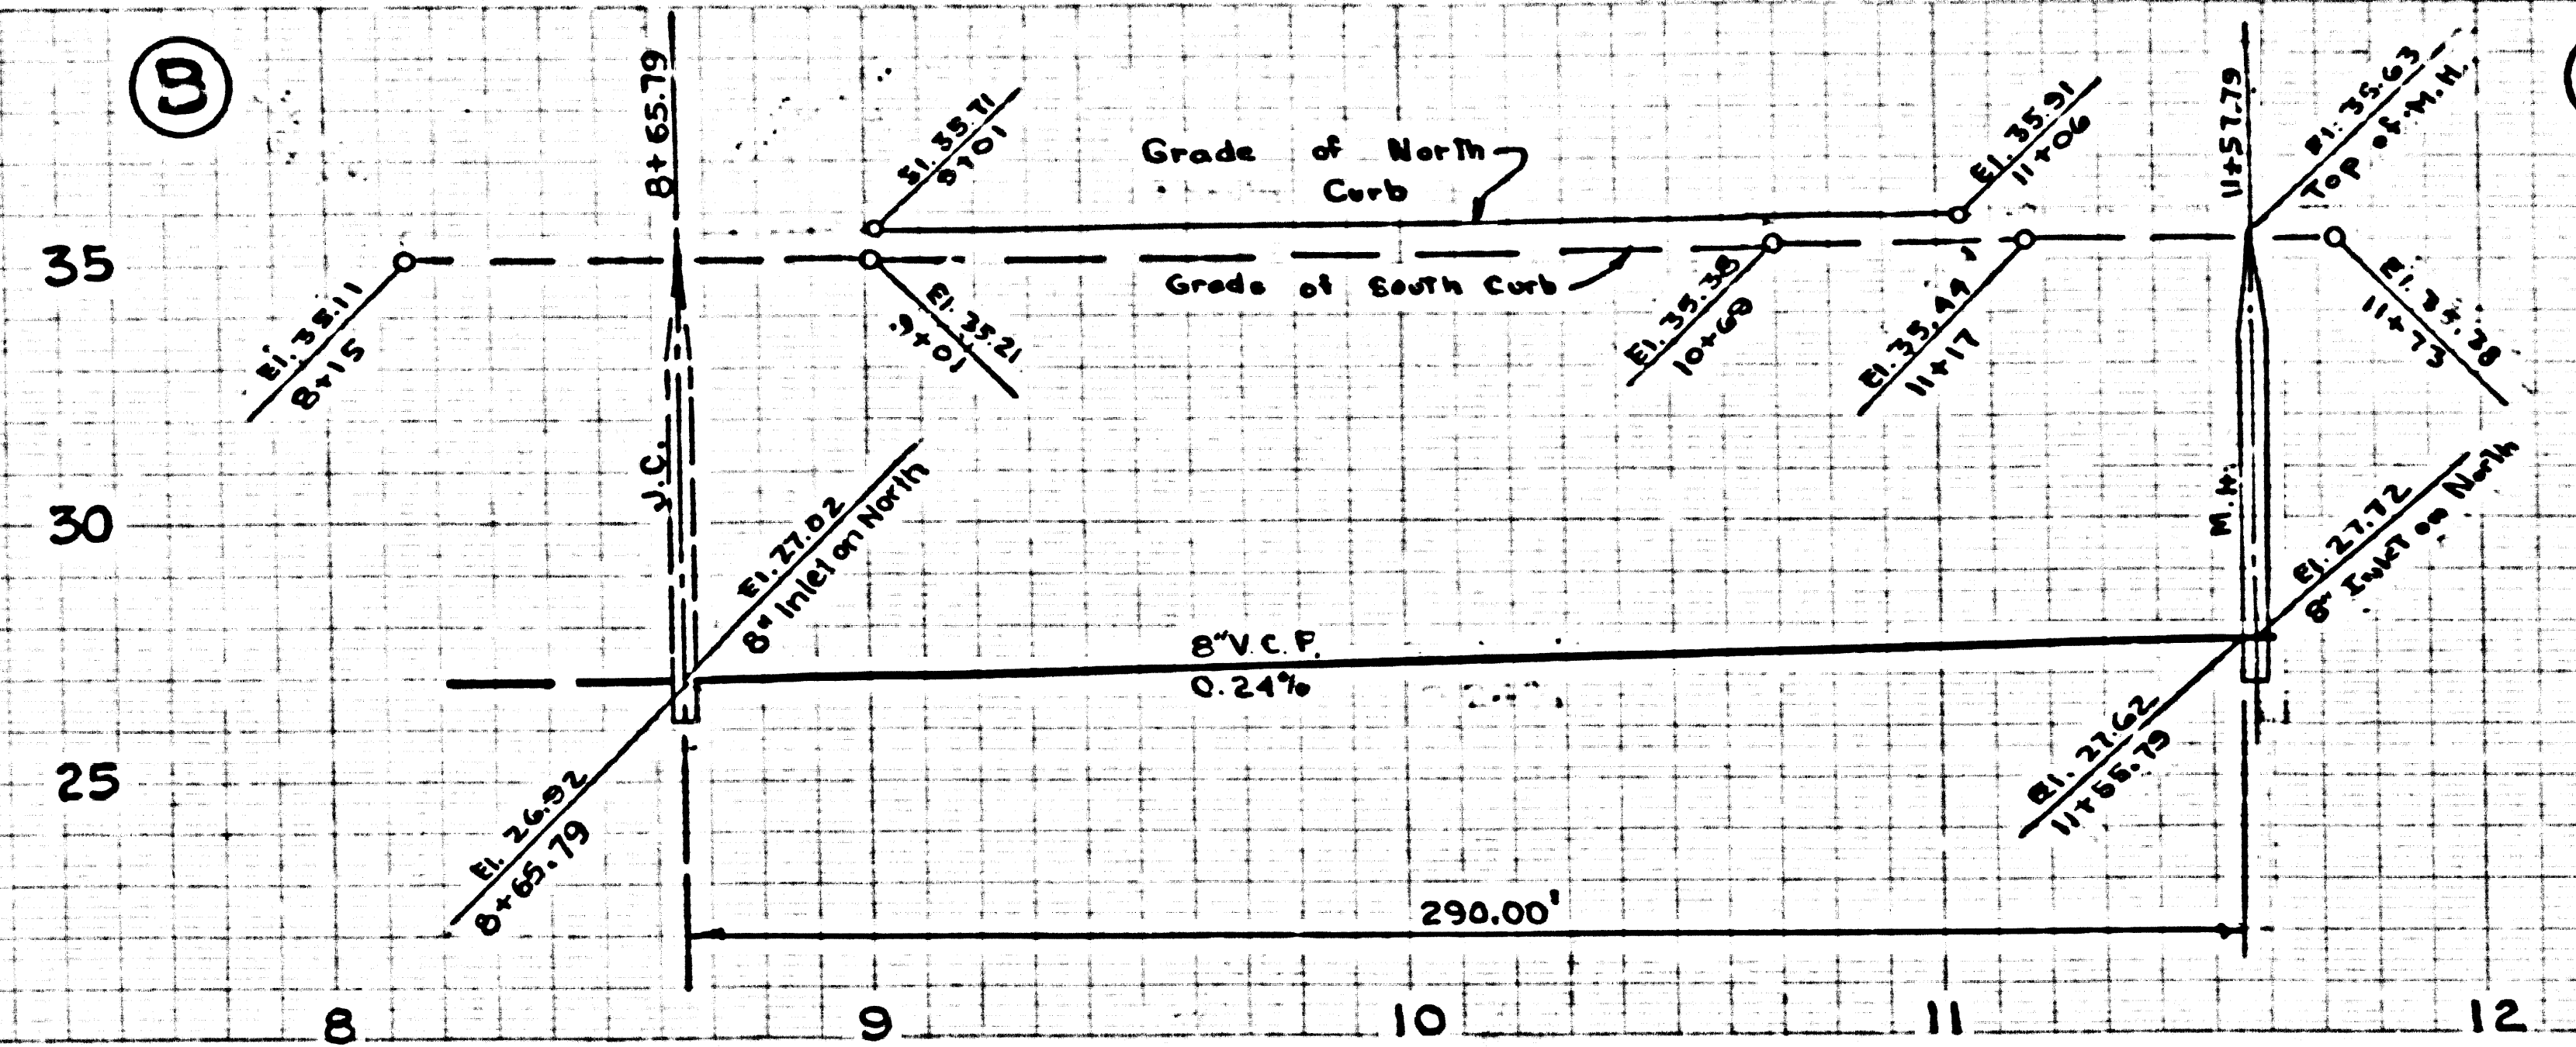 B
8+65.79
El. 35.71
9+01
Grade of North
Curb
El. 35.91
11+06
11+57.79
El. 35.63
Top of M.H.
35
El. 35.11
8+15
El. 35.21
9+01
Grade of South Curb
El. 35.38
10+69
El. 35.44
11+17
El. 35.38
11+73
30
J.C.
El. 27.02
8" Inlet on North
M.H.
El. 27.72
8" Inlet on North
8" V.C.P.
0.24%
25
El. 26.92
8+65.79
El. 27.62
11+55.79
290.00'
8
9
10
11
12